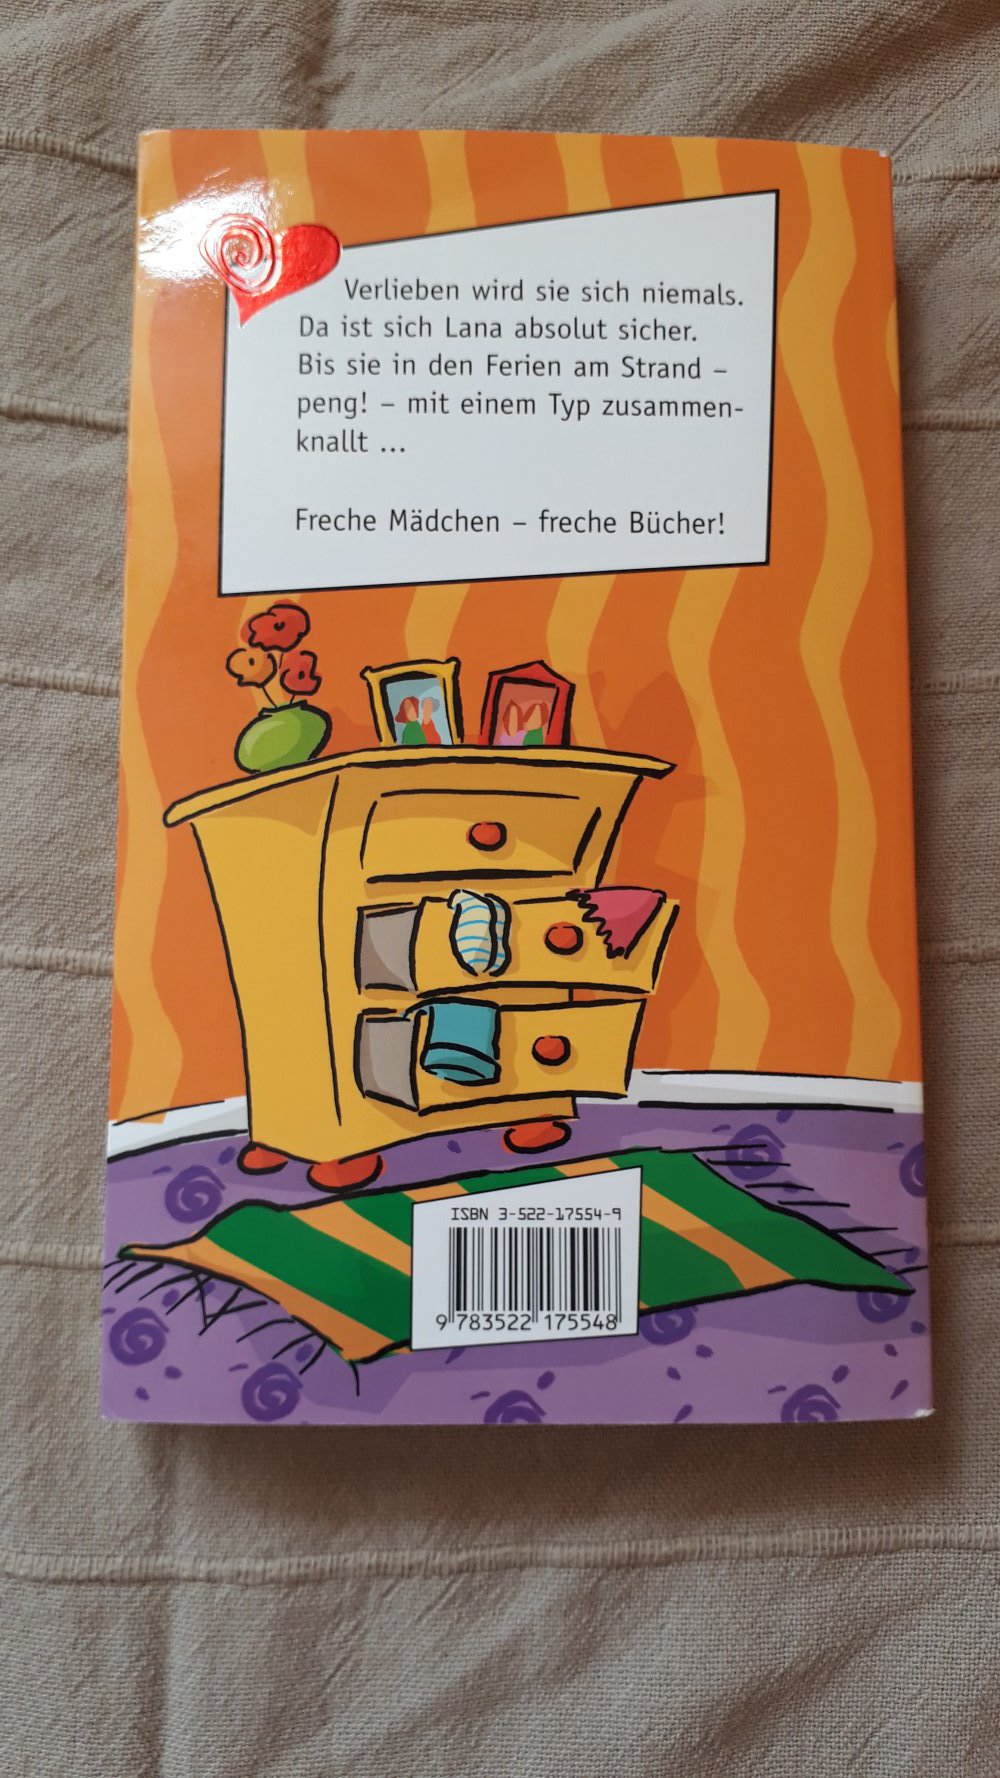 Verlieben wird sie sich niemals.
Da ist sich Lana absolut sicher.
Bis sie in den Ferien am Strand –
peng! – mit einem Typ zusammen-
knallt ...
Freche Mädchen – freche Bücher!
ISBN 3-522-17554-9
9 783522 175548